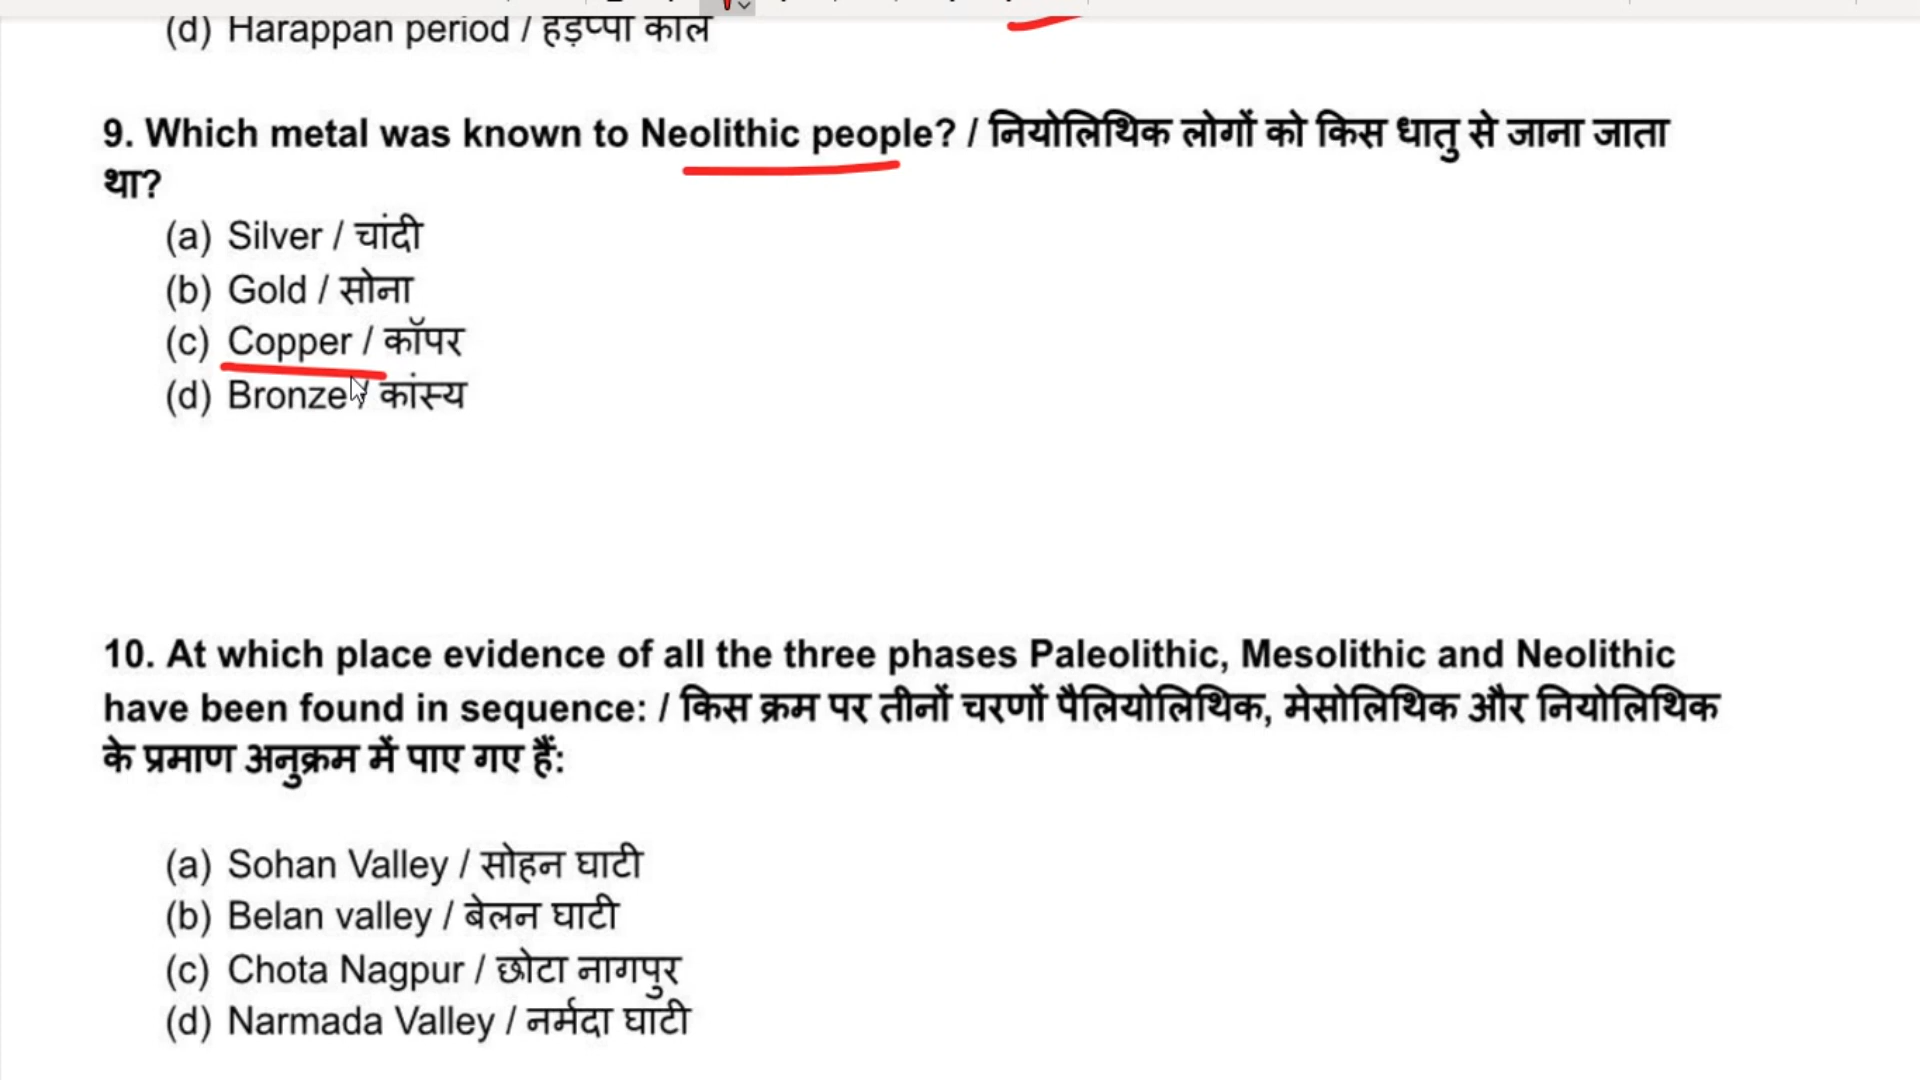 (d) Harappan period / हड़प्पा काल
9. Which metal was known to Neolithic people? / नियोलिथिक लोगों को किस धातु से जाना जाता
था?
(a) Silver / चांदी
(b) Gold / सोना
(c) Copper / कॉपर
(d) Bronze / कांस्य
10. At which place evidence of all the three phases Paleolithic, Mesolithic and Neolithic
have been found in sequence: / किस क्रम पर तीनों चरणों पैलियोलिथिक, मेसोलिथिक और नियोलिथिक
के प्रमाण अनुक्रम में पाए गए हैं:
(a) Sohan Valley / सोहन घाटी
(b) Belan valley / बेलन घाटी
(c) Chota Nagpur / छोटा नागपुर
(d) Narmada Valley / नर्मदा घाटी